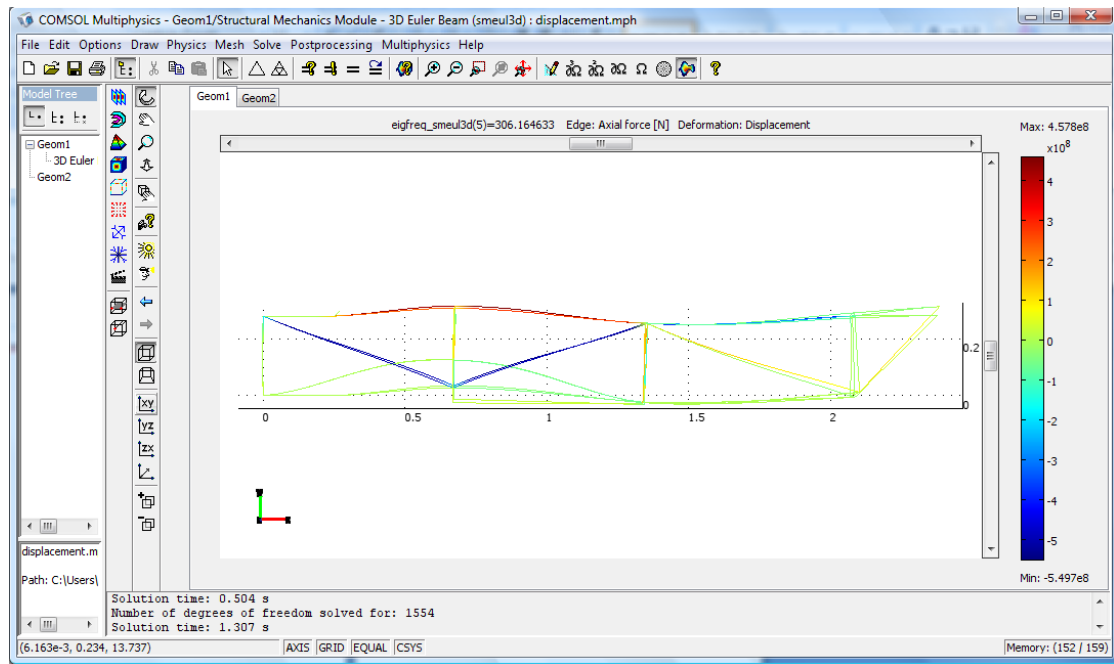 COMSOL Multiphysics - Geom1/Structural Mechanics Module - 3D Euler Beam (smeul3d) : displacement.mph
File Edit Options Draw Physics Mesh Solve Postprocessing Multiphysics Help
Model Tree
Geom1
3D Euler
Geom2
displacement.m
Path: C:\Users\
Geom1 Geom2
eigfreq_smeul3d(5)=306.164633 Edge: Axial force [N] Deformation: Displacement
Max: 4.578e8
x10^8
4
3
2
1
0
-1
-2
-3
-4
-5
Min: -5.497e8
0.2
0
0 0.5 1 1.5 2
xy
yz
zx
Solution time: 0.504 s
Number of degrees of freedom solved for: 1554
Solution time: 1.307 s
(6.163e-3, 0.234, 13.737) AXIS GRID EQUAL CSYS Memory: (152 / 159)